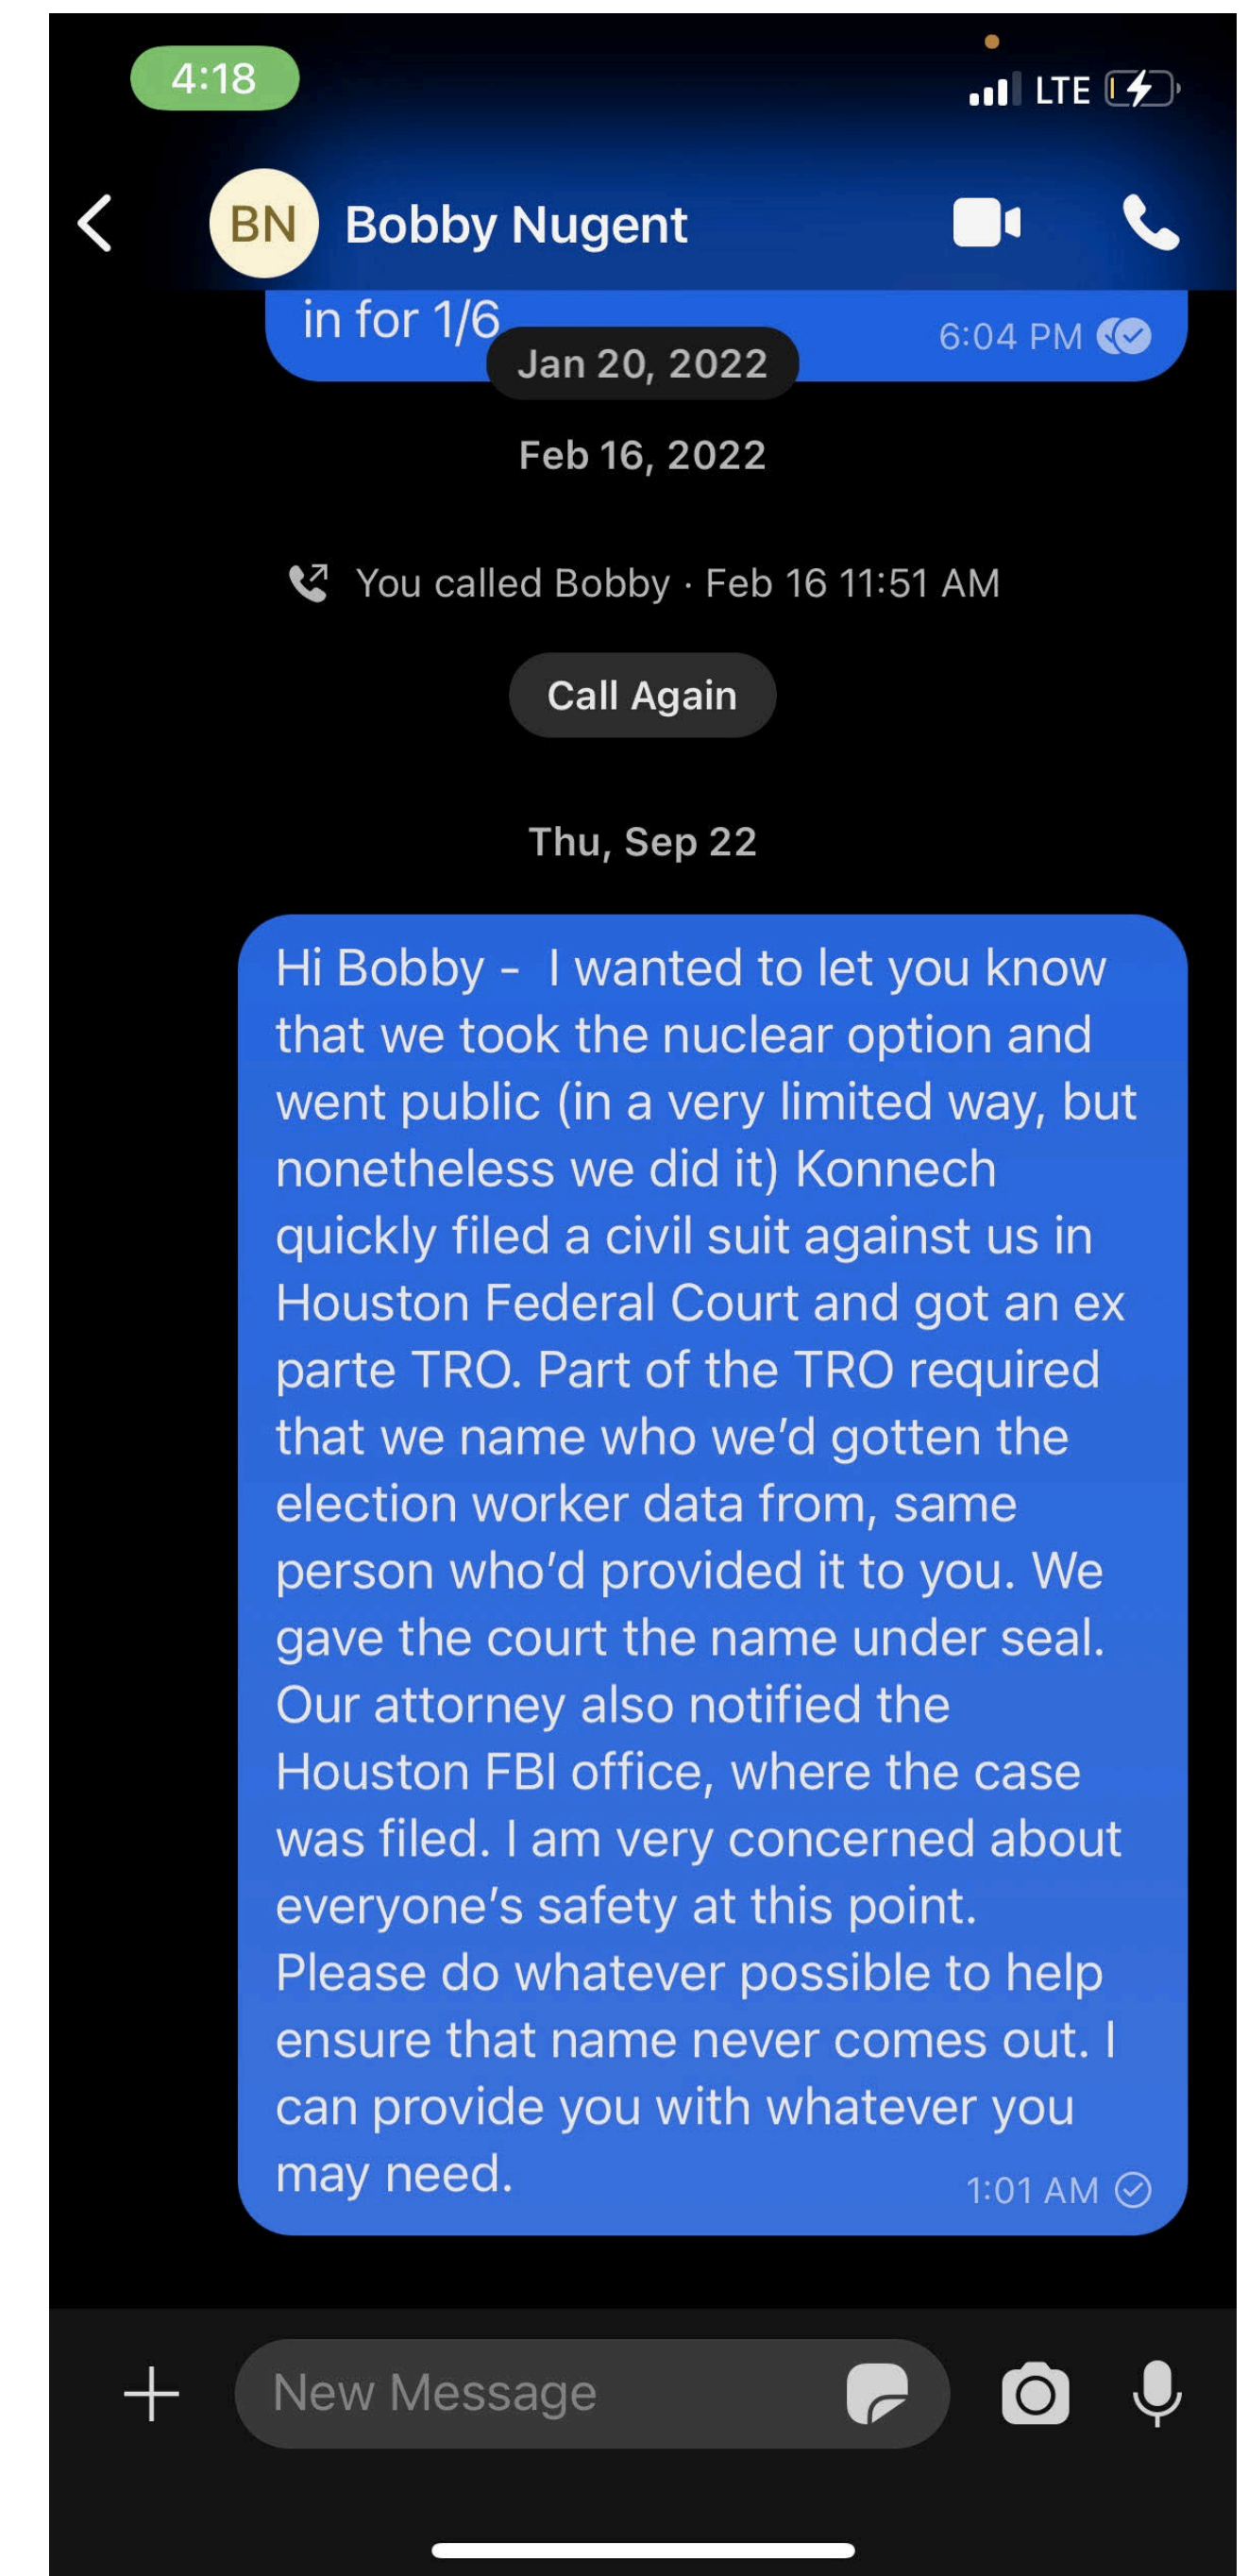 4:18
LTE
BN
Bobby Nugent
in for 1/6
6:04 PM
Jan 20, 2022
Feb 16, 2022
You called Bobby · Feb 16 11:51 AM
Call Again
Thu, Sep 22
Hi Bobby -  I wanted to let you know
that we took the nuclear option and
went public (in a very limited way, but
nonetheless we did it) Konnech
quickly filed a civil suit against us in
Houston Federal Court and got an ex
parte TRO. Part of the TRO required
that we name who we’d gotten the
election worker data from, same
person who’d provided it to you. We
gave the court the name under seal.
Our attorney also notified the
Houston FBI office, where the case
was filed. I am very concerned about
everyone’s safety at this point.
Please do whatever possible to help
ensure that name never comes out. I
can provide you with whatever you
may need.
1:01 AM
New Message